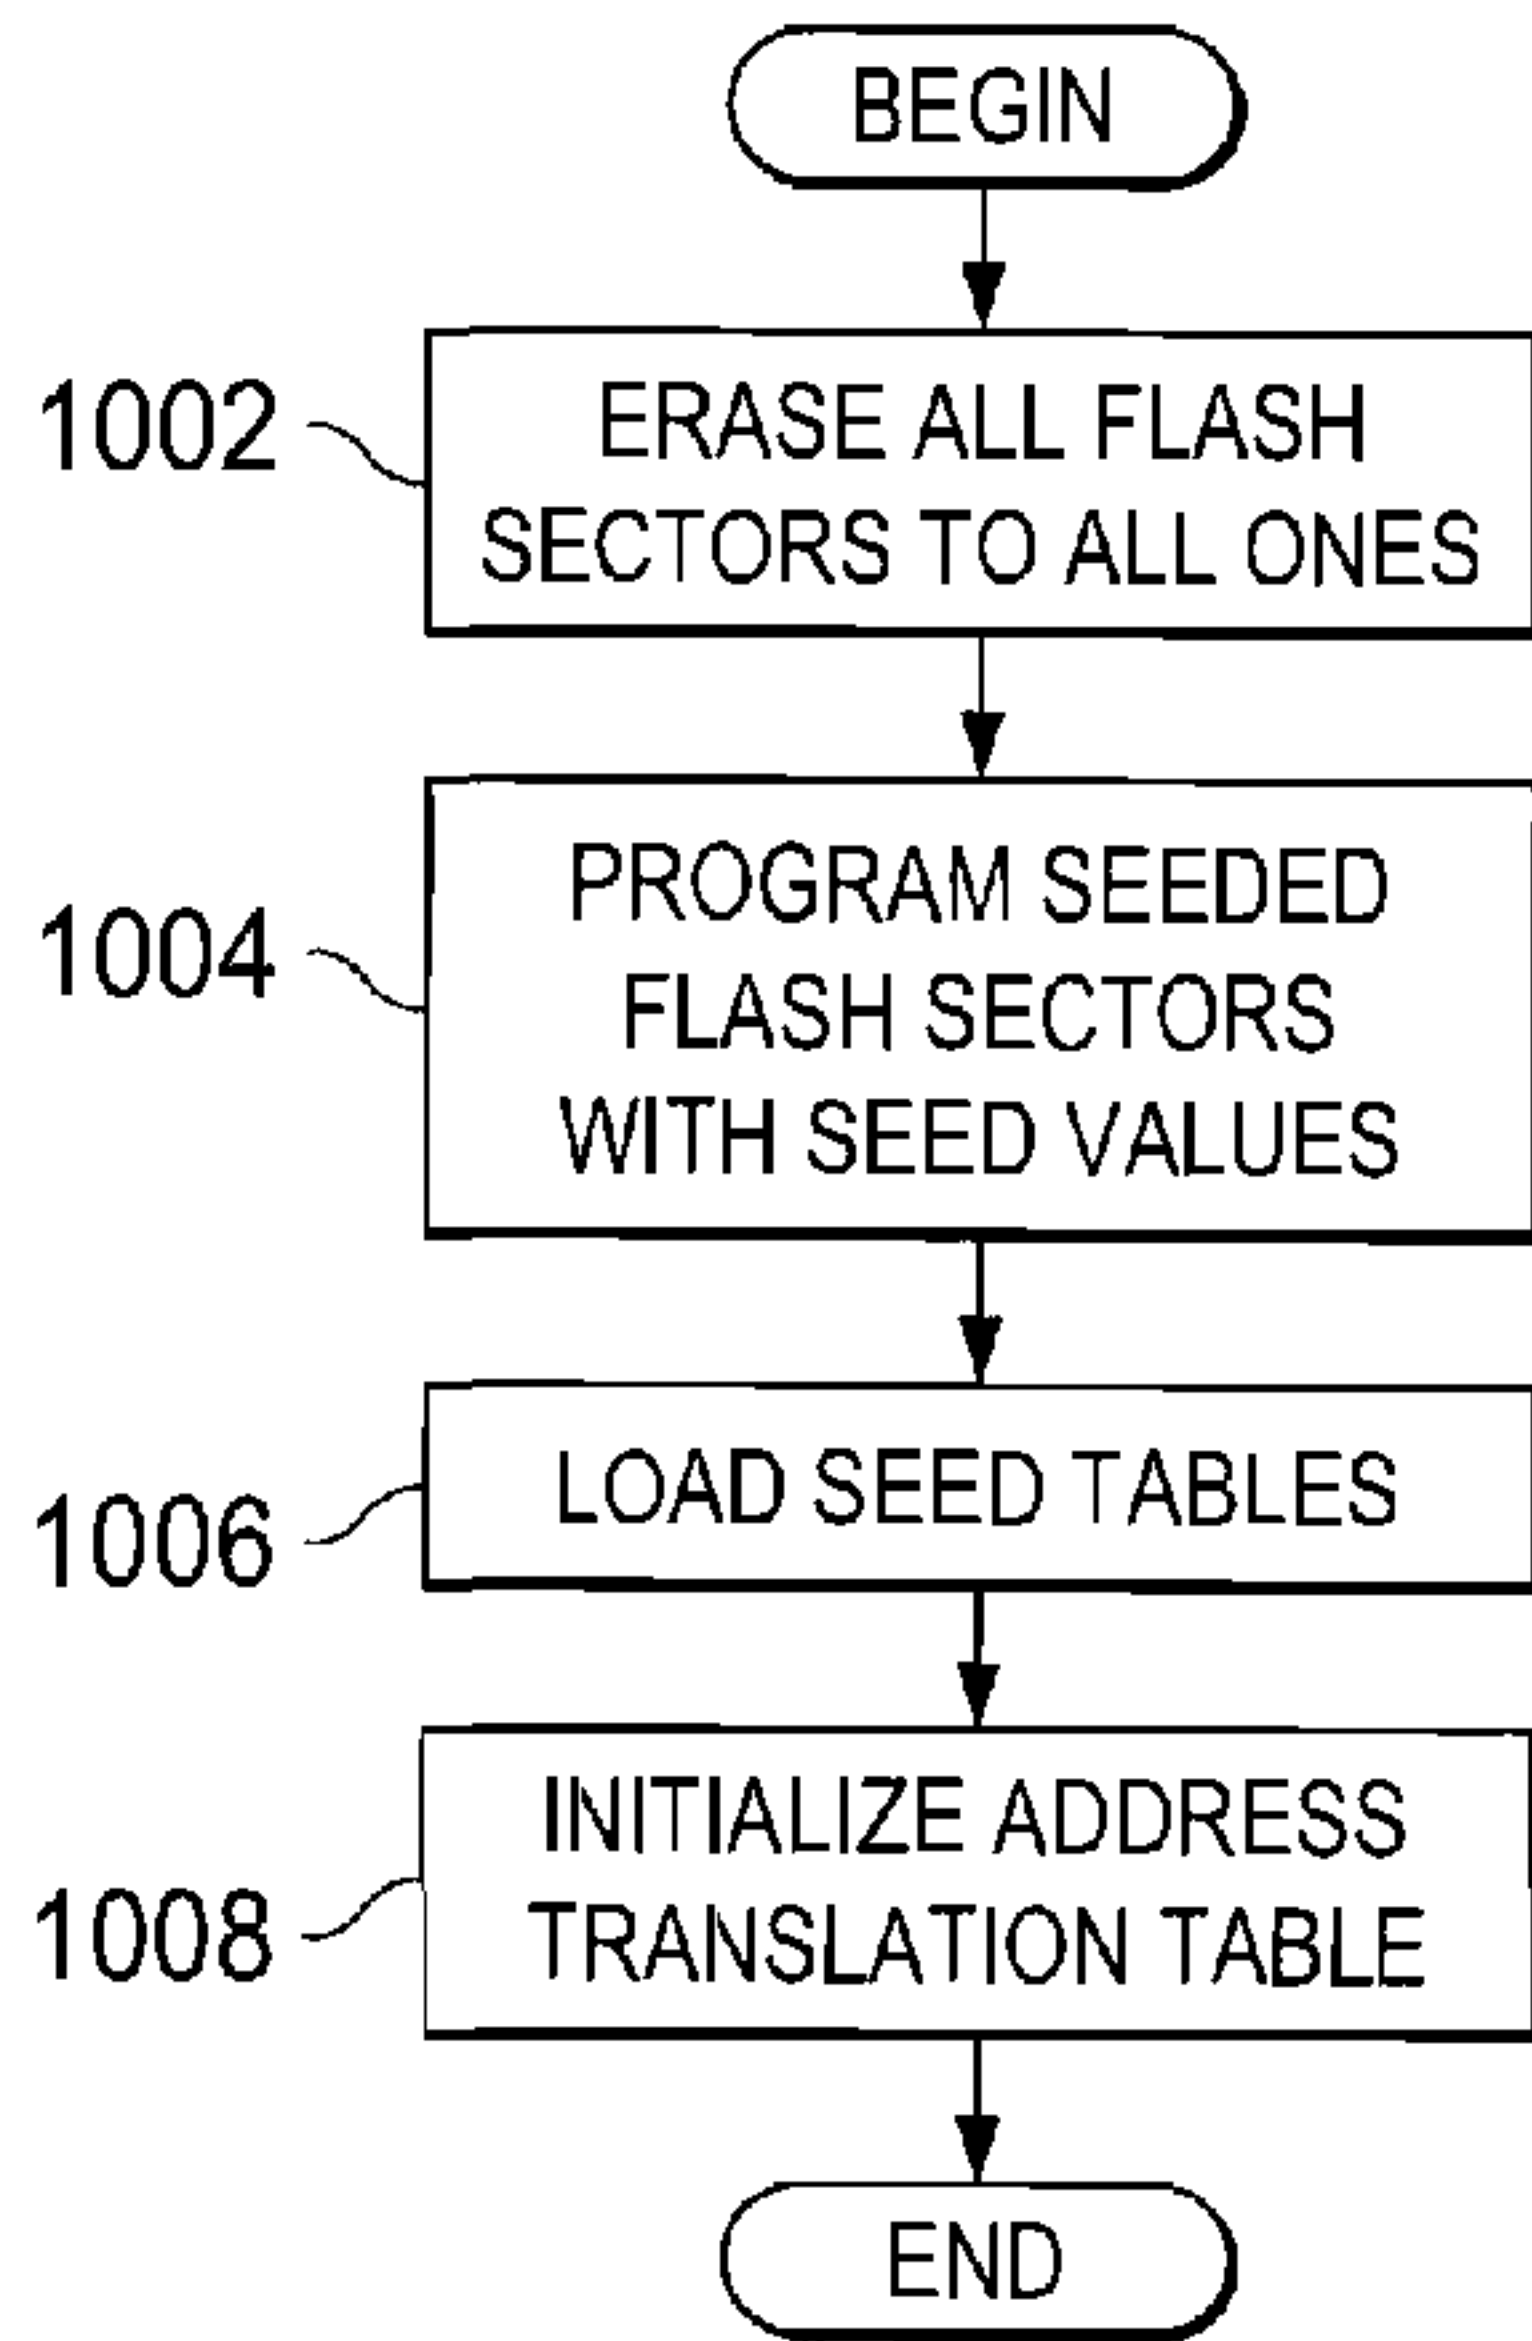 BEGIN
1002
ERASE ALL FLASH
SECTORS TO ALL ONES
1004
PROGRAM SEEDED
FLASH SECTORS
WITH SEED VALUES
1006
LOAD SEED TABLES
1008
INITIALIZE ADDRESS
TRANSLATION TABLE
END